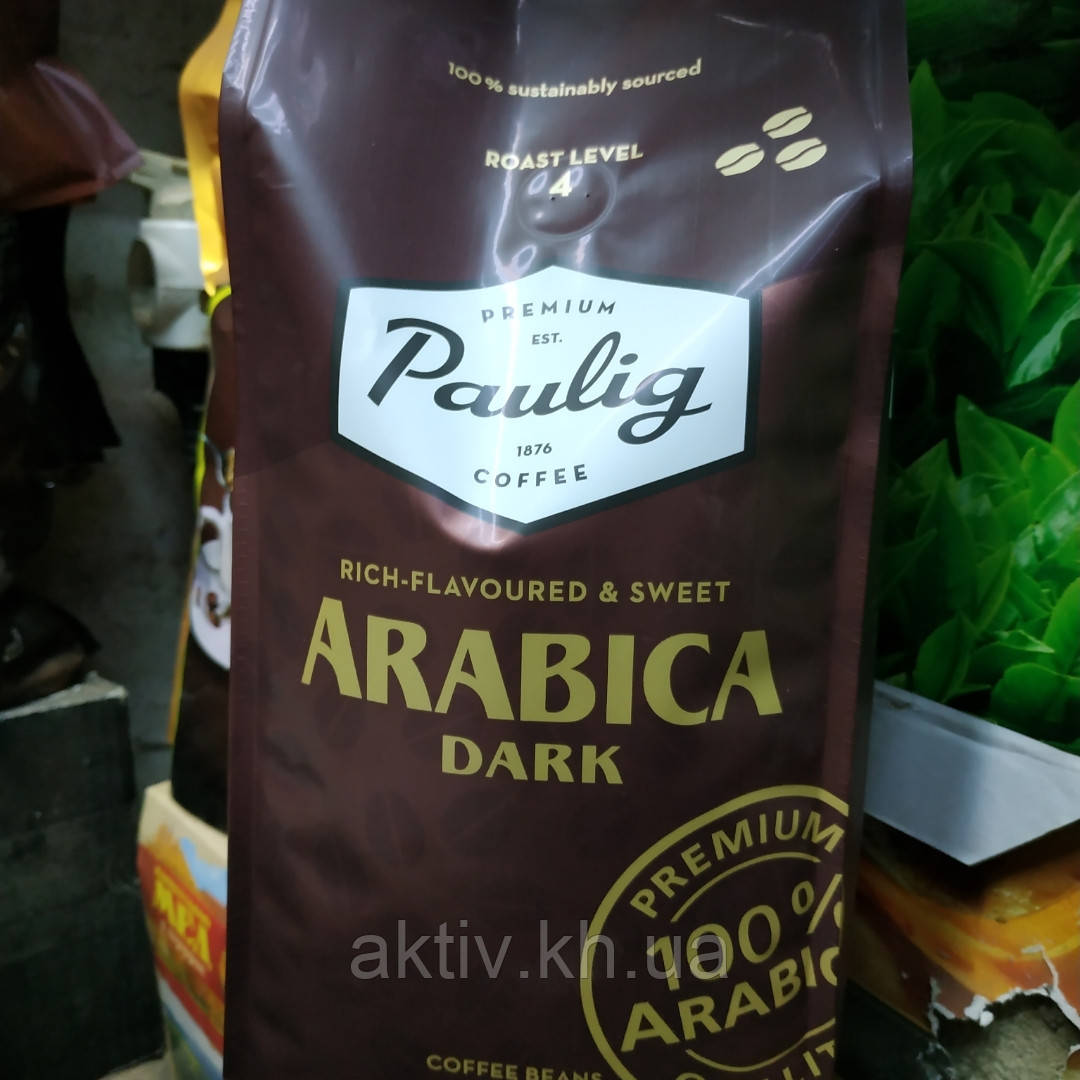 100% sustainably sourced
ROAST LEVEL
4
PREMIUM
EST.
Paulig
1876
COFFEE
RICH-FLAVOURED & SWEET
ARABICA
DARK
PREMIUM
100%
ARABIC
aktiv.kh.ua
COFFEE BEANS